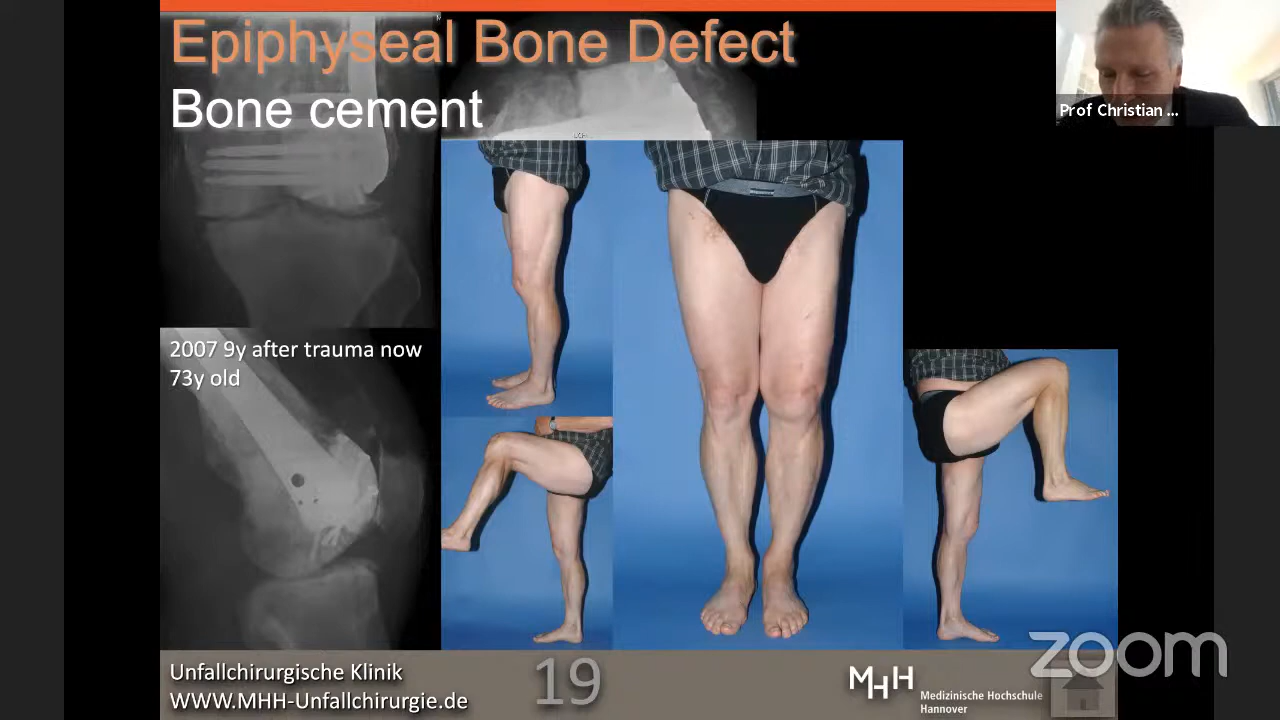 Epiphyseal Bone Defect
Bone cement
Prof Christian ...
2007 9y after trauma now
73y old
Unfallchirurgische Klinik
WWW.MHH-Unfallchirurgie.de
19
MHH
Medizinische Hochschule
Hannover
zoom